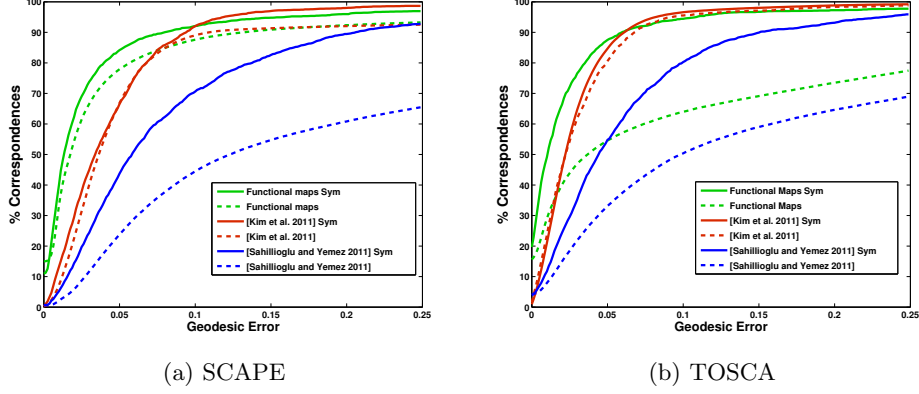 100
90
80
70
60
50
40
30
20
10
0
% Correspondences
Functional maps Sym
Functional maps
[Kim et al. 2011] Sym
[Kim et al. 2011]
[Sahillioglu and Yemez 2011] Sym
[Sahillioglu and Yemez 2011]
0 0.05 0.1 0.15 0.2 0.25
Geodesic Error
(a) SCAPE
100
90
80
70
60
50
40
30
20
10
0
% Correspondences
Functional Maps Sym
Functional Maps
[Kim et al. 2011] Sym
[Kim et al. 2011]
[Sahillioglu and Yemez 2011] Sym
[Sahillioglu and Yemez 2011]
0 0.05 0.1 0.15 0.2 0.25
Geodesic Error
(b) TOSCA